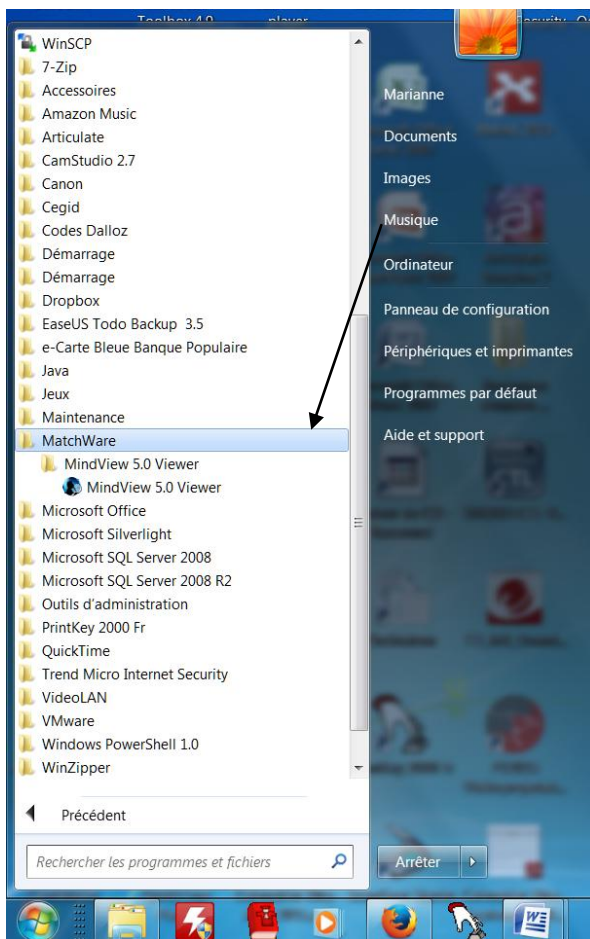 Toolbox 4.0 player
WinSCP
7-Zip
Accessoires
Amazon Music
Articulate
CamStudio 2.7
Canon
Cegid
Codes Dalloz
Démarrage
Démarrage
Dropbox
EaseUS Todo Backup 3.5
e-Carte Bleue Banque Populaire
Java
Jeux
Maintenance
MatchWare
MindView 5.0 Viewer
MindView 5.0 Viewer
Microsoft Office
Microsoft Silverlight
Microsoft SQL Server 2008
Microsoft SQL Server 2008 R2
Outils d'administration
PrintKey 2000 Fr
QuickTime
Trend Micro Internet Security
VideoLAN
VMware
Windows PowerShell 1.0
WinZipper
Précédent
Rechercher les programmes et fichiers
Marianne
Documents
Images
Musique
Ordinateur
Panneau de configuration
Périphériques et imprimantes
Programmes par défaut
Aide et support
Arrêter